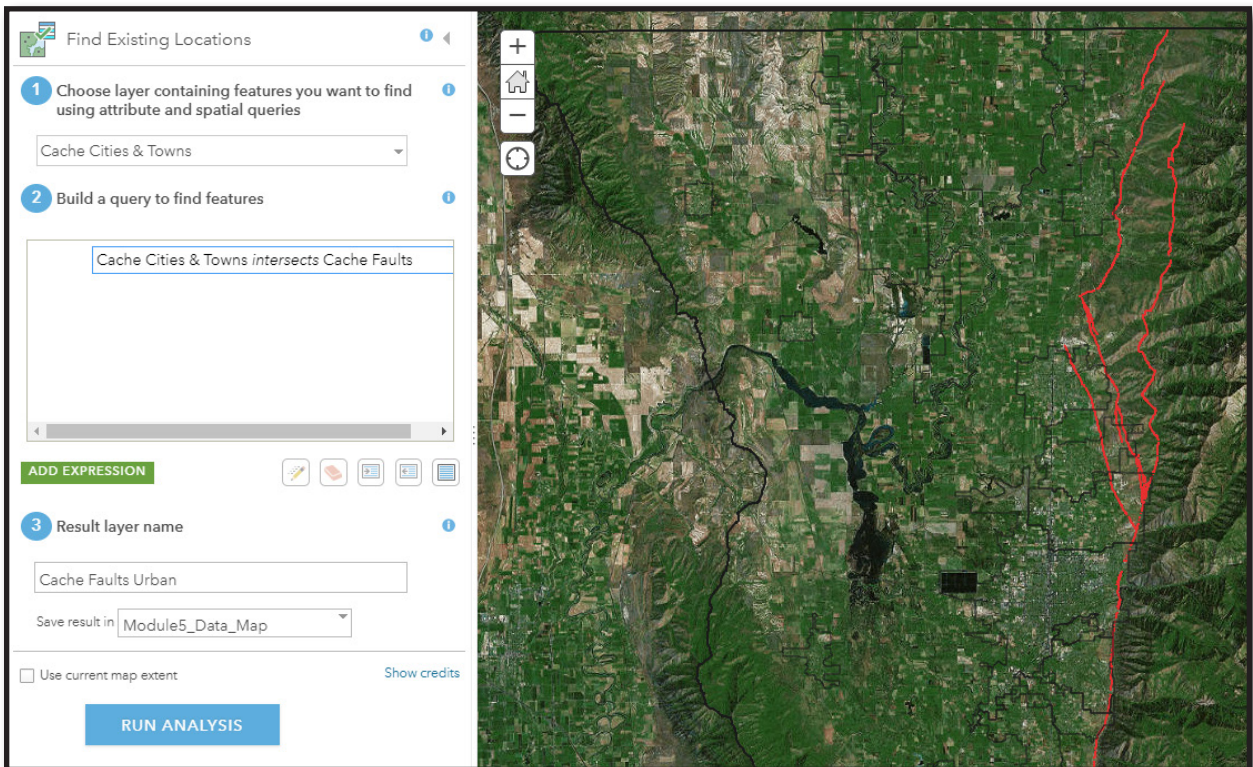 Find Existing Locations
1 Choose layer containing features you want to find
using attribute and spatial queries
Cache Cities & Towns
2 Build a query to find features
Cache Cities & Towns intersects Cache Faults
ADD EXPRESSION
3 Result layer name
Cache Faults Urban
Save result in Module5_Data_Map
Use current map extent Show credits
RUN ANALYSIS